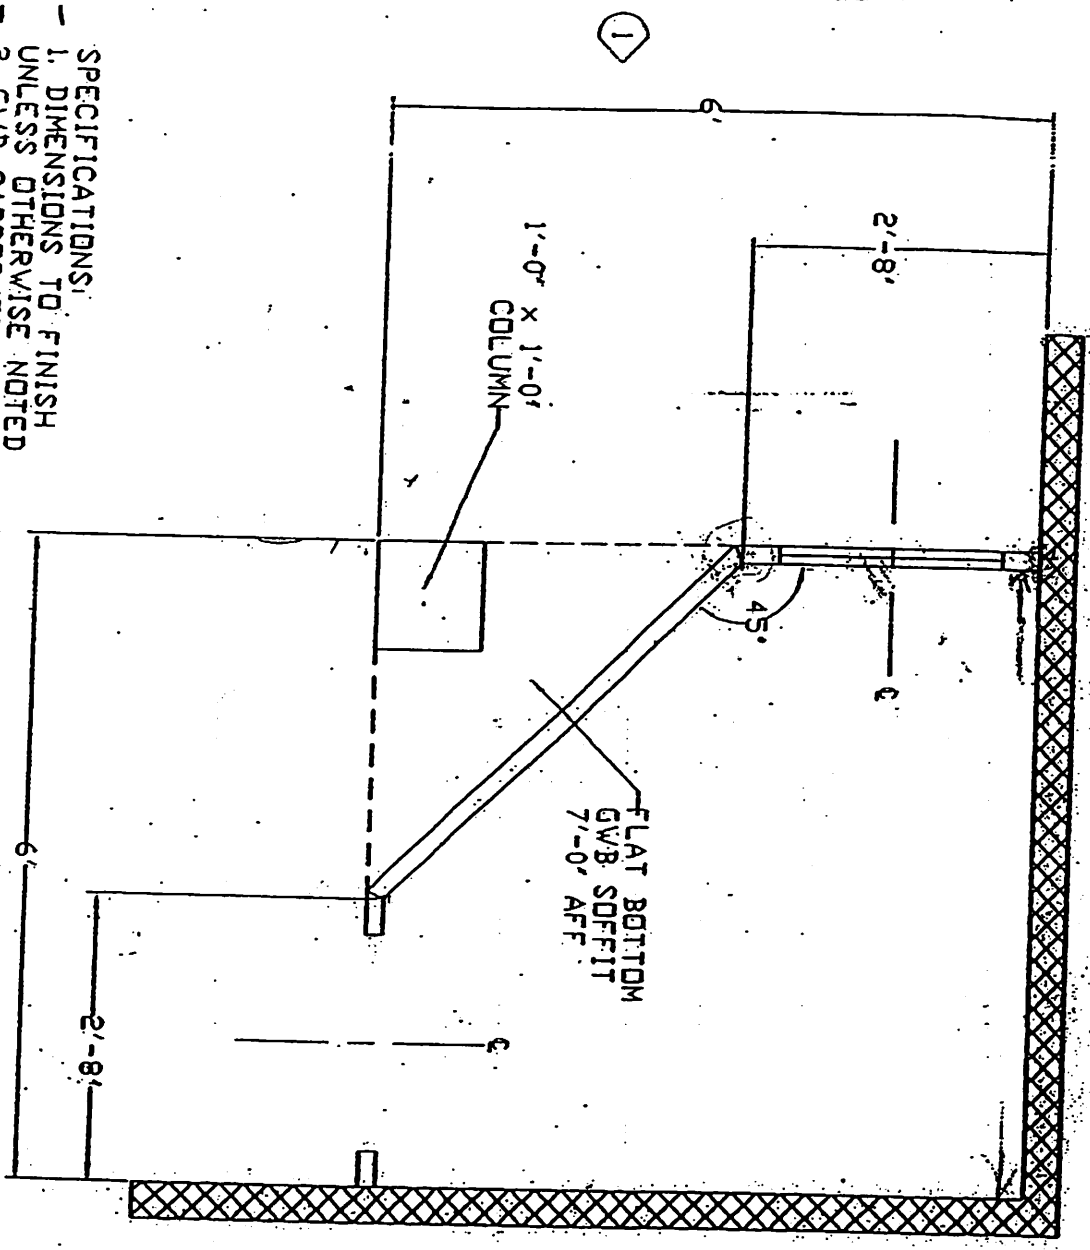 1
6'
2'-8'
1'-0" x 1'-0"
COLUMN
45°
℄
FLAT BOTTOM
GWB SOFFIT
7'-0" AFF
℄
2'-8"
6'
SPECIFICATIONS:
1. DIMENSIONS TO FINISH
UNLESS OTHERWISE NOTED